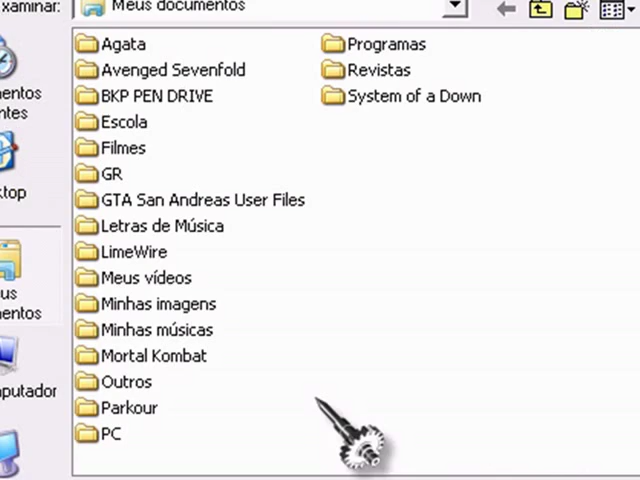 xaminar:
Meus documentos
Agata
Avenged Sevenfold
BKP PEN DRIVE
Escola
Filmes
GR
GTA San Andreas User Files
Letras de Música
LimeWire
Meus vídeos
Minhas imagens
Minhas músicas
Mortal Kombat
Outros
Parkour
PC
Programas
Revistas
System of a Down
mentos
ntes
ktop
us
mentos
nputador